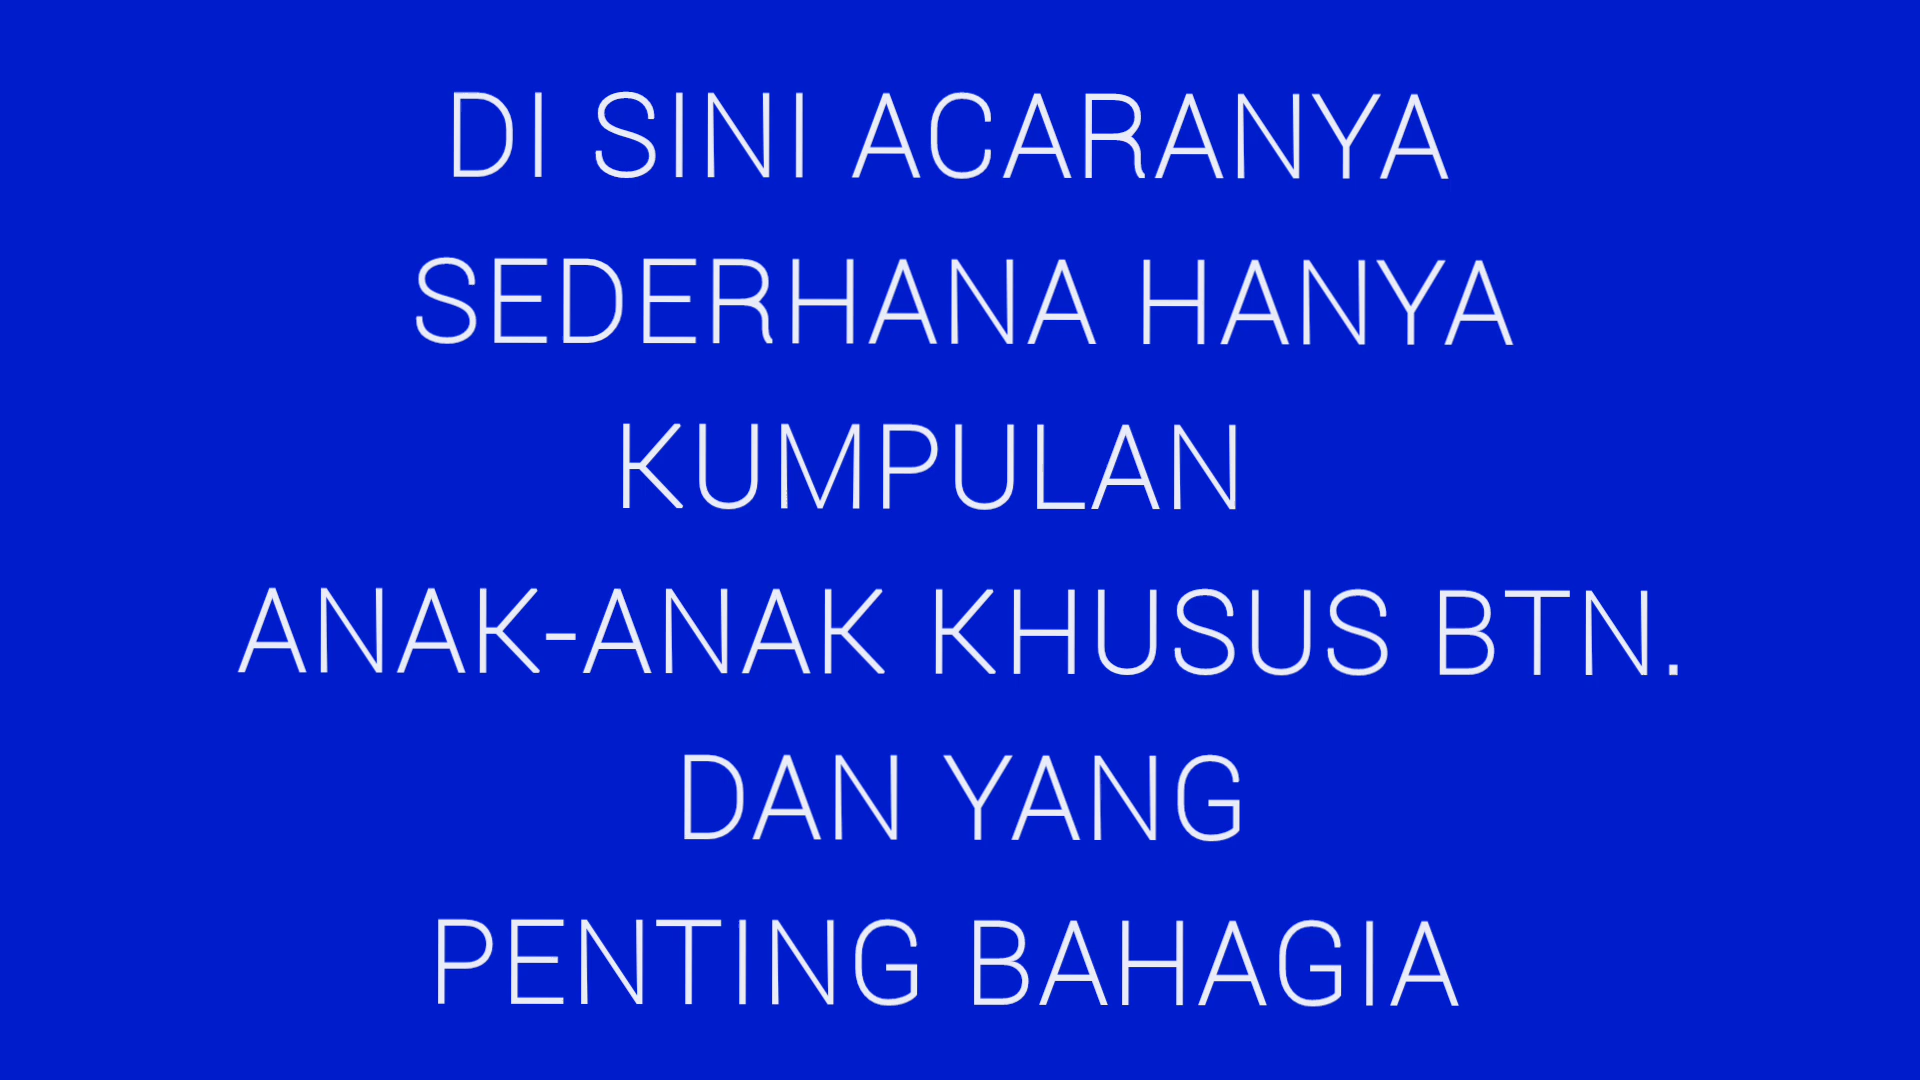 DI SINI ACARANYA
SEDERHANA HANYA
KUMPULAN
ANAK-ANAK KHUSUS BTN.
DAN YANG
PENTING BAHAGIA